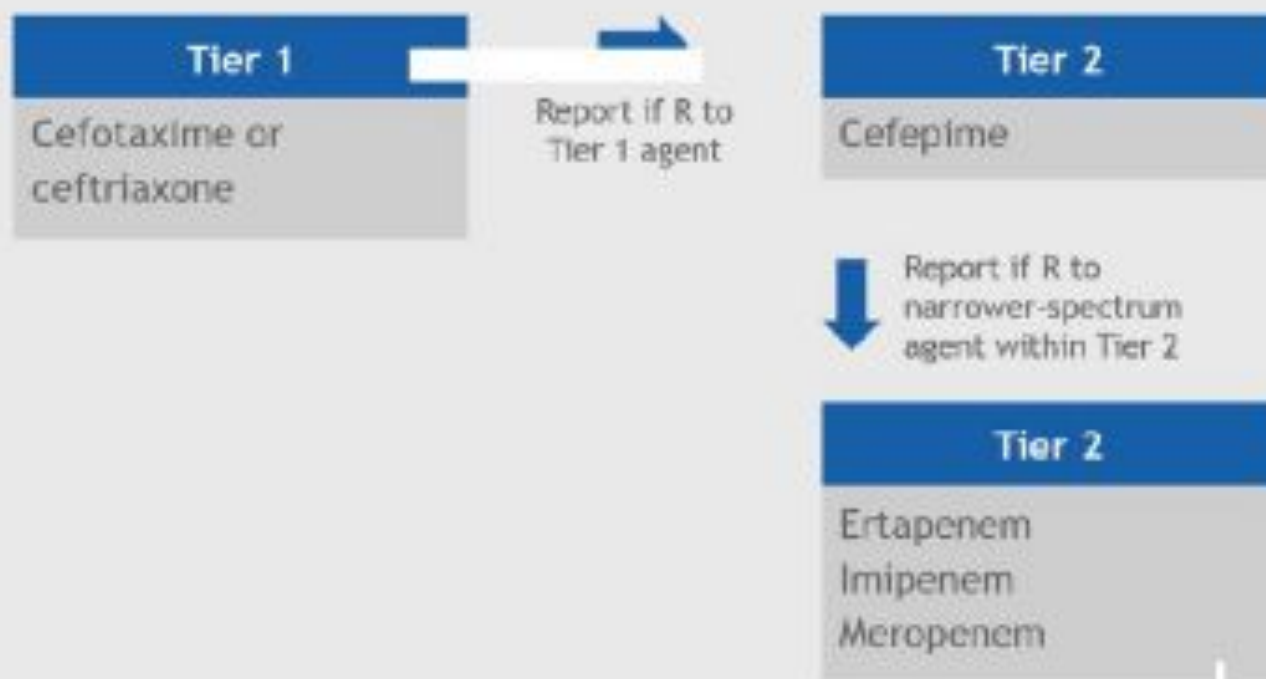 Tier 1
Cefotaxime or
ceftriaxone
Report if R to
Tier 1 agent
Tier 2
Cefepime
Report if R to
narrower-spectrum
agent within Tier 2
Tier 2
Ertapenem
Imipenem
Meropenem